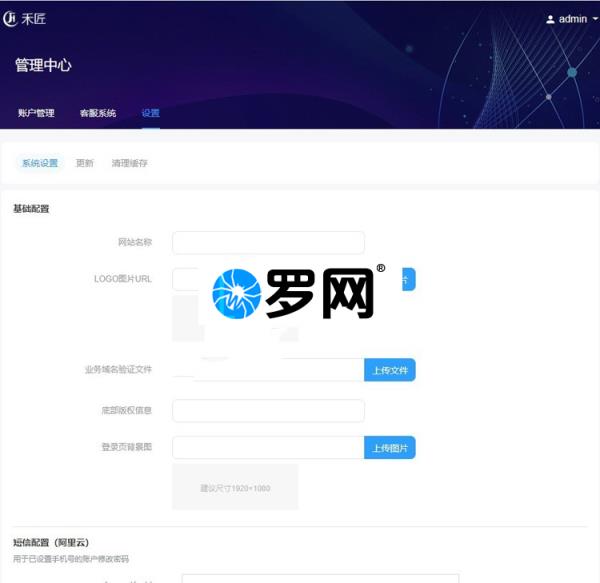 禾匠
admin
管理中心
账户管理 客服系统 设置
系统设置 更新 清理缓存
基础配置
网站名称
LOGO图片URL
罗网®
业务域名验证文件 上传文件
底部版权信息
登录页背景图 上传图片
建议尺寸1920*1080
短信配置（阿里云）
用于已设置手机号的账户修改密码